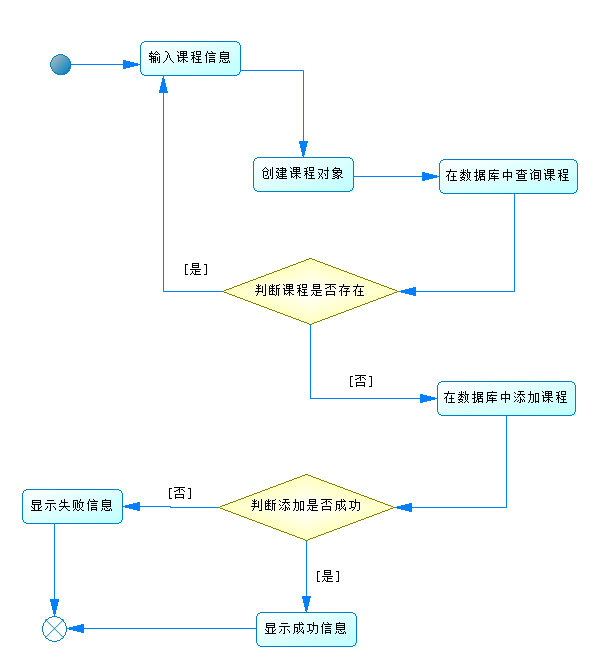 输入课程信息
创建课程对象
在数据库中查询课程
[是]
判断课程是否存在
[否]
在数据库中添加课程
[否]
显示失败信息
判断添加是否成功
[是]
显示成功信息